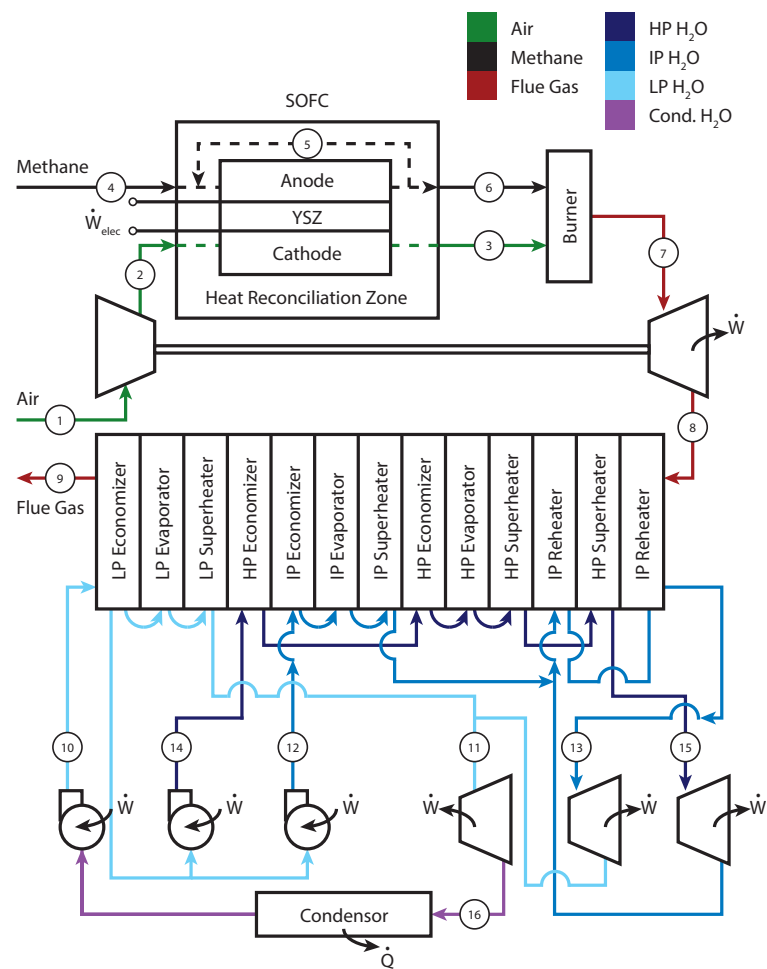 Air
Methane
Flue Gas
HP H₂O
IP H₂O
LP H₂O
Cond. H₂O
SOFC
5
Methane
4
Anode
6
Ẇelec
YSZ
Burner
Cathode
3
2
7
Heat Reconciliation Zone
Ẇ
Air
1
8
9
Flue Gas
LP Economizer
LP Evaporator
LP Superheater
HP Economizer
IP Economizer
IP Evaporator
IP Superheater
HP Economizer
HP Evaporator
HP Superheater
IP Reheater
HP Superheater
IP Reheater
10
14
12
11
13
15
Ẇ
Ẇ
Ẇ
Ẇ
Ẇ
Ẇ
Condensor
16
Q̇